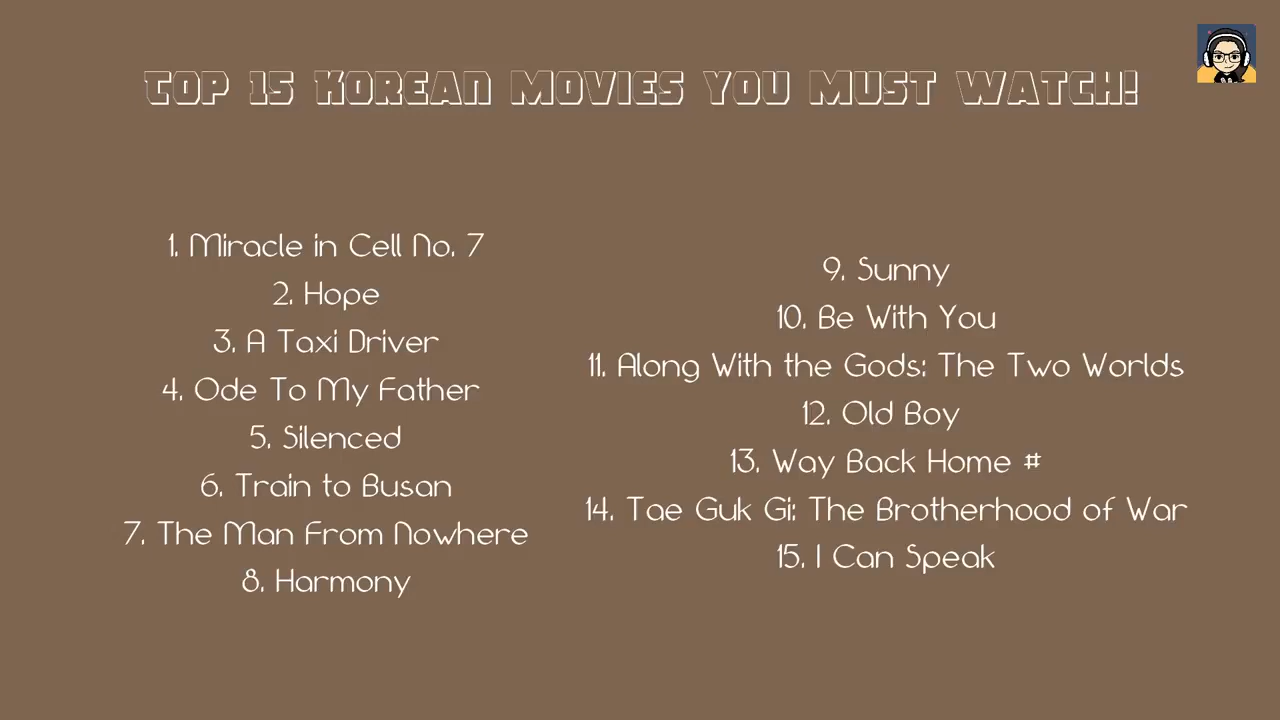 Top 15 Korean Movies You Must Watch!
1. Miracle in Cell No. 7
2. Hope
3. A Taxi Driver
4. Ode To My Father
5. Silenced
6. Train to Busan
7. The Man From Nowhere
8. Harmony
9. Sunny
10. Be With You
11. Along With the Gods: The Two Worlds
12. Old Boy
13. Way Back Home #
14. Tae Guk Gi: The Brotherhood of War
15. I Can Speak